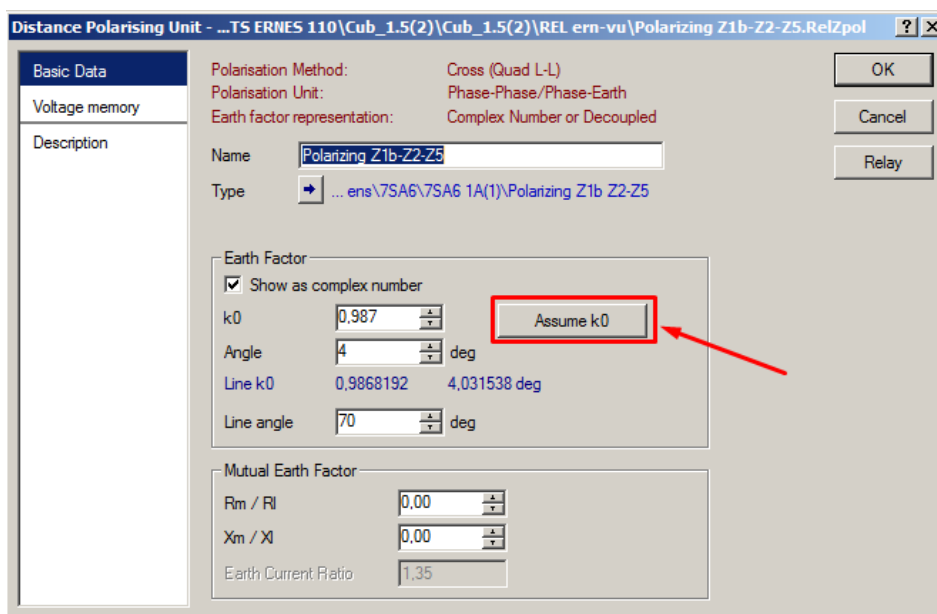 Distance Polarising Unit - ...TS ERNES 110\Cub_1.5(2)\Cub_1.5(2)\REL ern-vu\Polarizing Z1b-Z2-Z5.RelZpol ? X
Basic Data
Voltage memory
Description
Polarisation Method: Cross (Quad L-L)
Polarisation Unit: Phase-Phase/Phase-Earth
Earth factor representation: Complex Number or Decoupled
Name Polarizing Z1b-Z2-Z5
Type ... ens\7SA6\7SA6 1A(1)\Polarizing Z1b Z2-Z5
OK
Cancel
Relay
Earth Factor
Show as complex number
k0 0,987 Assume k0
Angle 4 deg
Line k0 0,9868192 4,031538 deg
Line angle 70 deg
Mutual Earth Factor
Rm / Rl 0,00
Xm / Xl 0,00
Earth Current Ratio 1,35